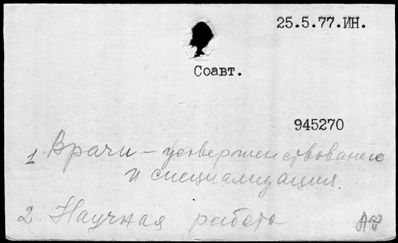 25.5.77.ИН.
Соавт.
945270
1. Врачи – усовершенствование
и специализация.
2. Научная работа